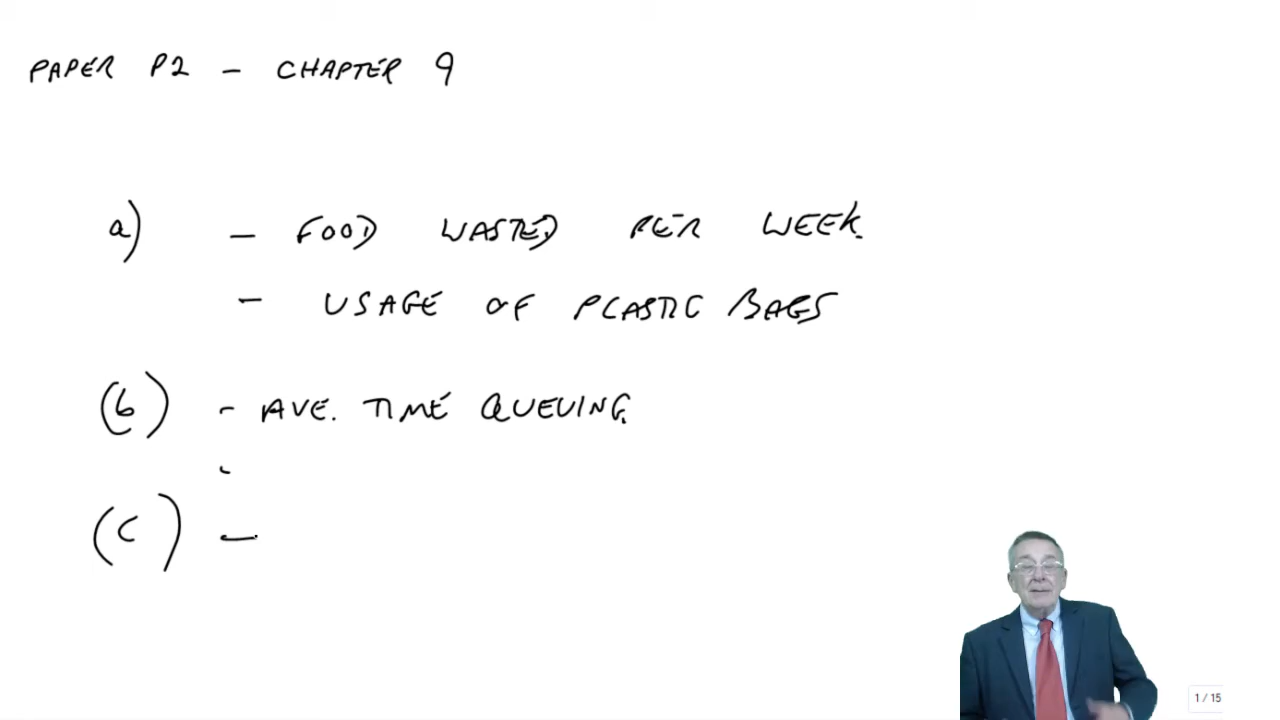 PAPER P2 - CHAPTER 9
a) - FOOD WASTED PER WEEK.
- USAGE OF PLASTIC BAGS
(b) - AVE. TIME QUEUING.
(C) -
1 / 15